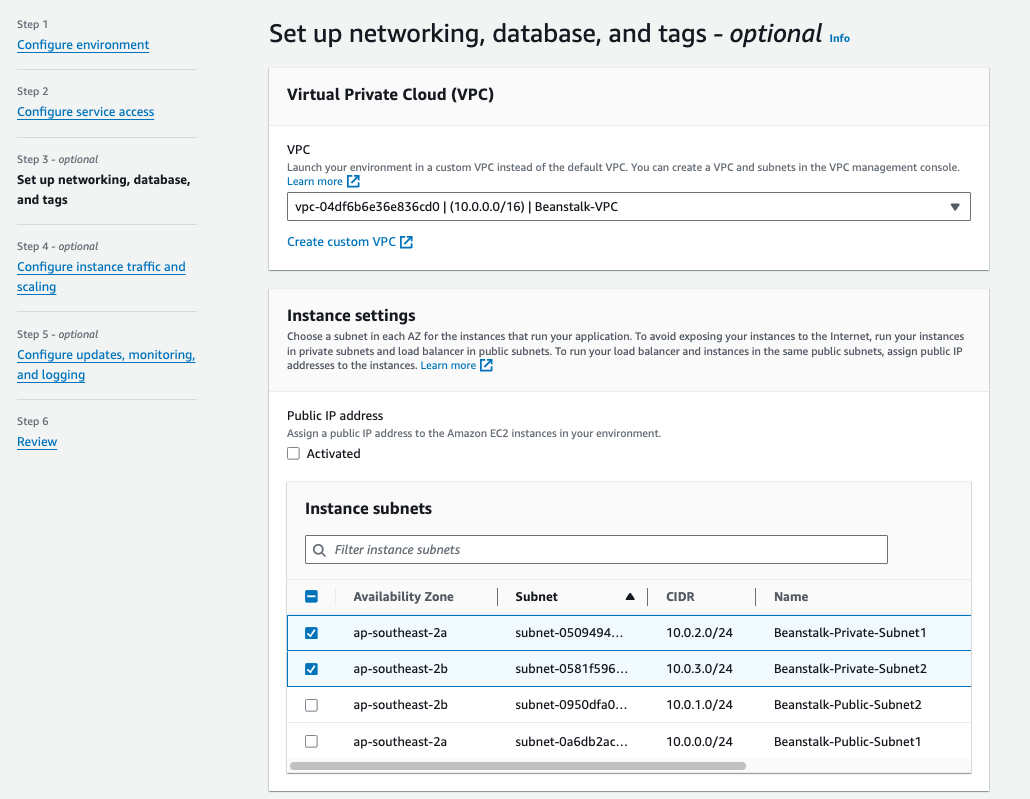 Step 1
Configure environment
Step 2
Configure service access
Step 3 - optional
Set up networking, database,
and tags
Step 4 - optional
Configure instance traffic and
scaling
Step 5 - optional
Configure updates, monitoring,
and logging
Step 6
Review
Set up networking, database, and tags - optional Info
Virtual Private Cloud (VPC)
VPC
Launch your environment in a custom VPC instead of the default VPC. You can create a VPC and subnets in the VPC management console.
Learn more
vpc-04df6b6e36e836cd0 | (10.0.0.0/16) | Beanstalk-VPC
Create custom VPC
Instance settings
Choose a subnet in each AZ for the instances that run your application. To avoid exposing your instances to the Internet, run your instances
in private subnets and load balancer in public subnets. To run your load balancer and instances in the same public subnets, assign public IP
addresses to the instances. Learn more
Public IP address
Assign a public IP address to the Amazon EC2 instances in your environment.
Activated
Instance subnets
Filter instance subnets
Availability Zone Subnet CIDR Name
ap-southeast-2a subnet-0509494... 10.0.2.0/24 Beanstalk-Private-Subnet1
ap-southeast-2b subnet-0581f596... 10.0.3.0/24 Beanstalk-Private-Subnet2
ap-southeast-2b subnet-0950dfa0... 10.0.1.0/24 Beanstalk-Public-Subnet2
ap-southeast-2a subnet-0a6db2ac... 10.0.0.0/24 Beanstalk-Public-Subnet1